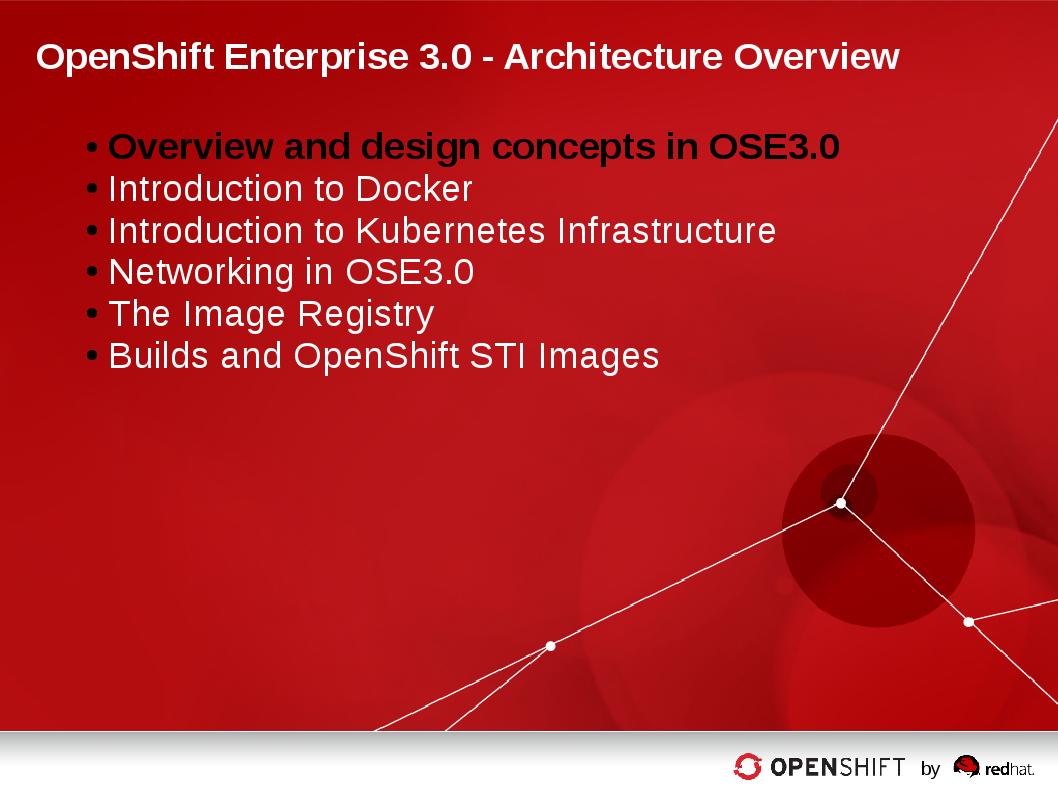 OpenShift Enterprise 3.0 - Architecture Overview
• Overview and design concepts in OSE3.0
• Introduction to Docker
• Introduction to Kubernetes Infrastructure
• Networking in OSE3.0
• The Image Registry
• Builds and OpenShift STI Images
OPENSHIFT by redhat.